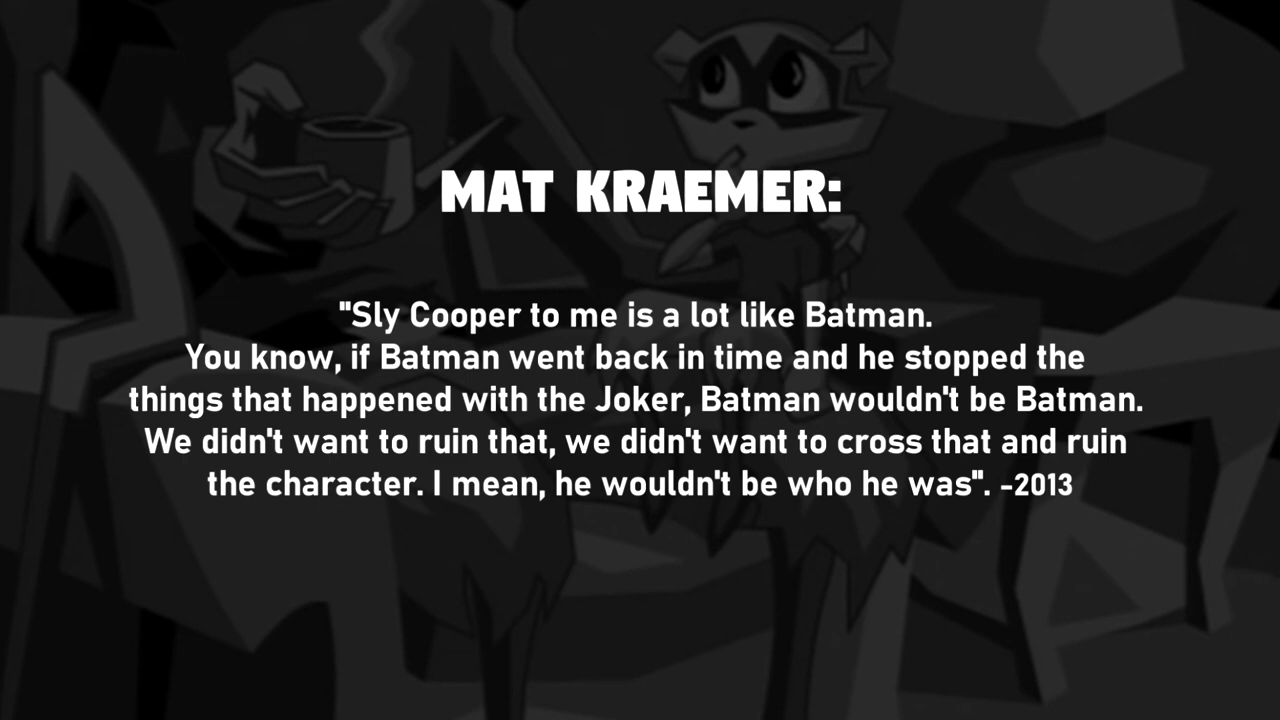 MAT KRAEMER:
"Sly Cooper to me is a lot like Batman.
You know, if Batman went back in time and he stopped the
things that happened with the Joker, Batman wouldn't be Batman.
We didn't want to ruin that, we didn't want to cross that and ruin
the character. I mean, he wouldn't be who he was". -2013